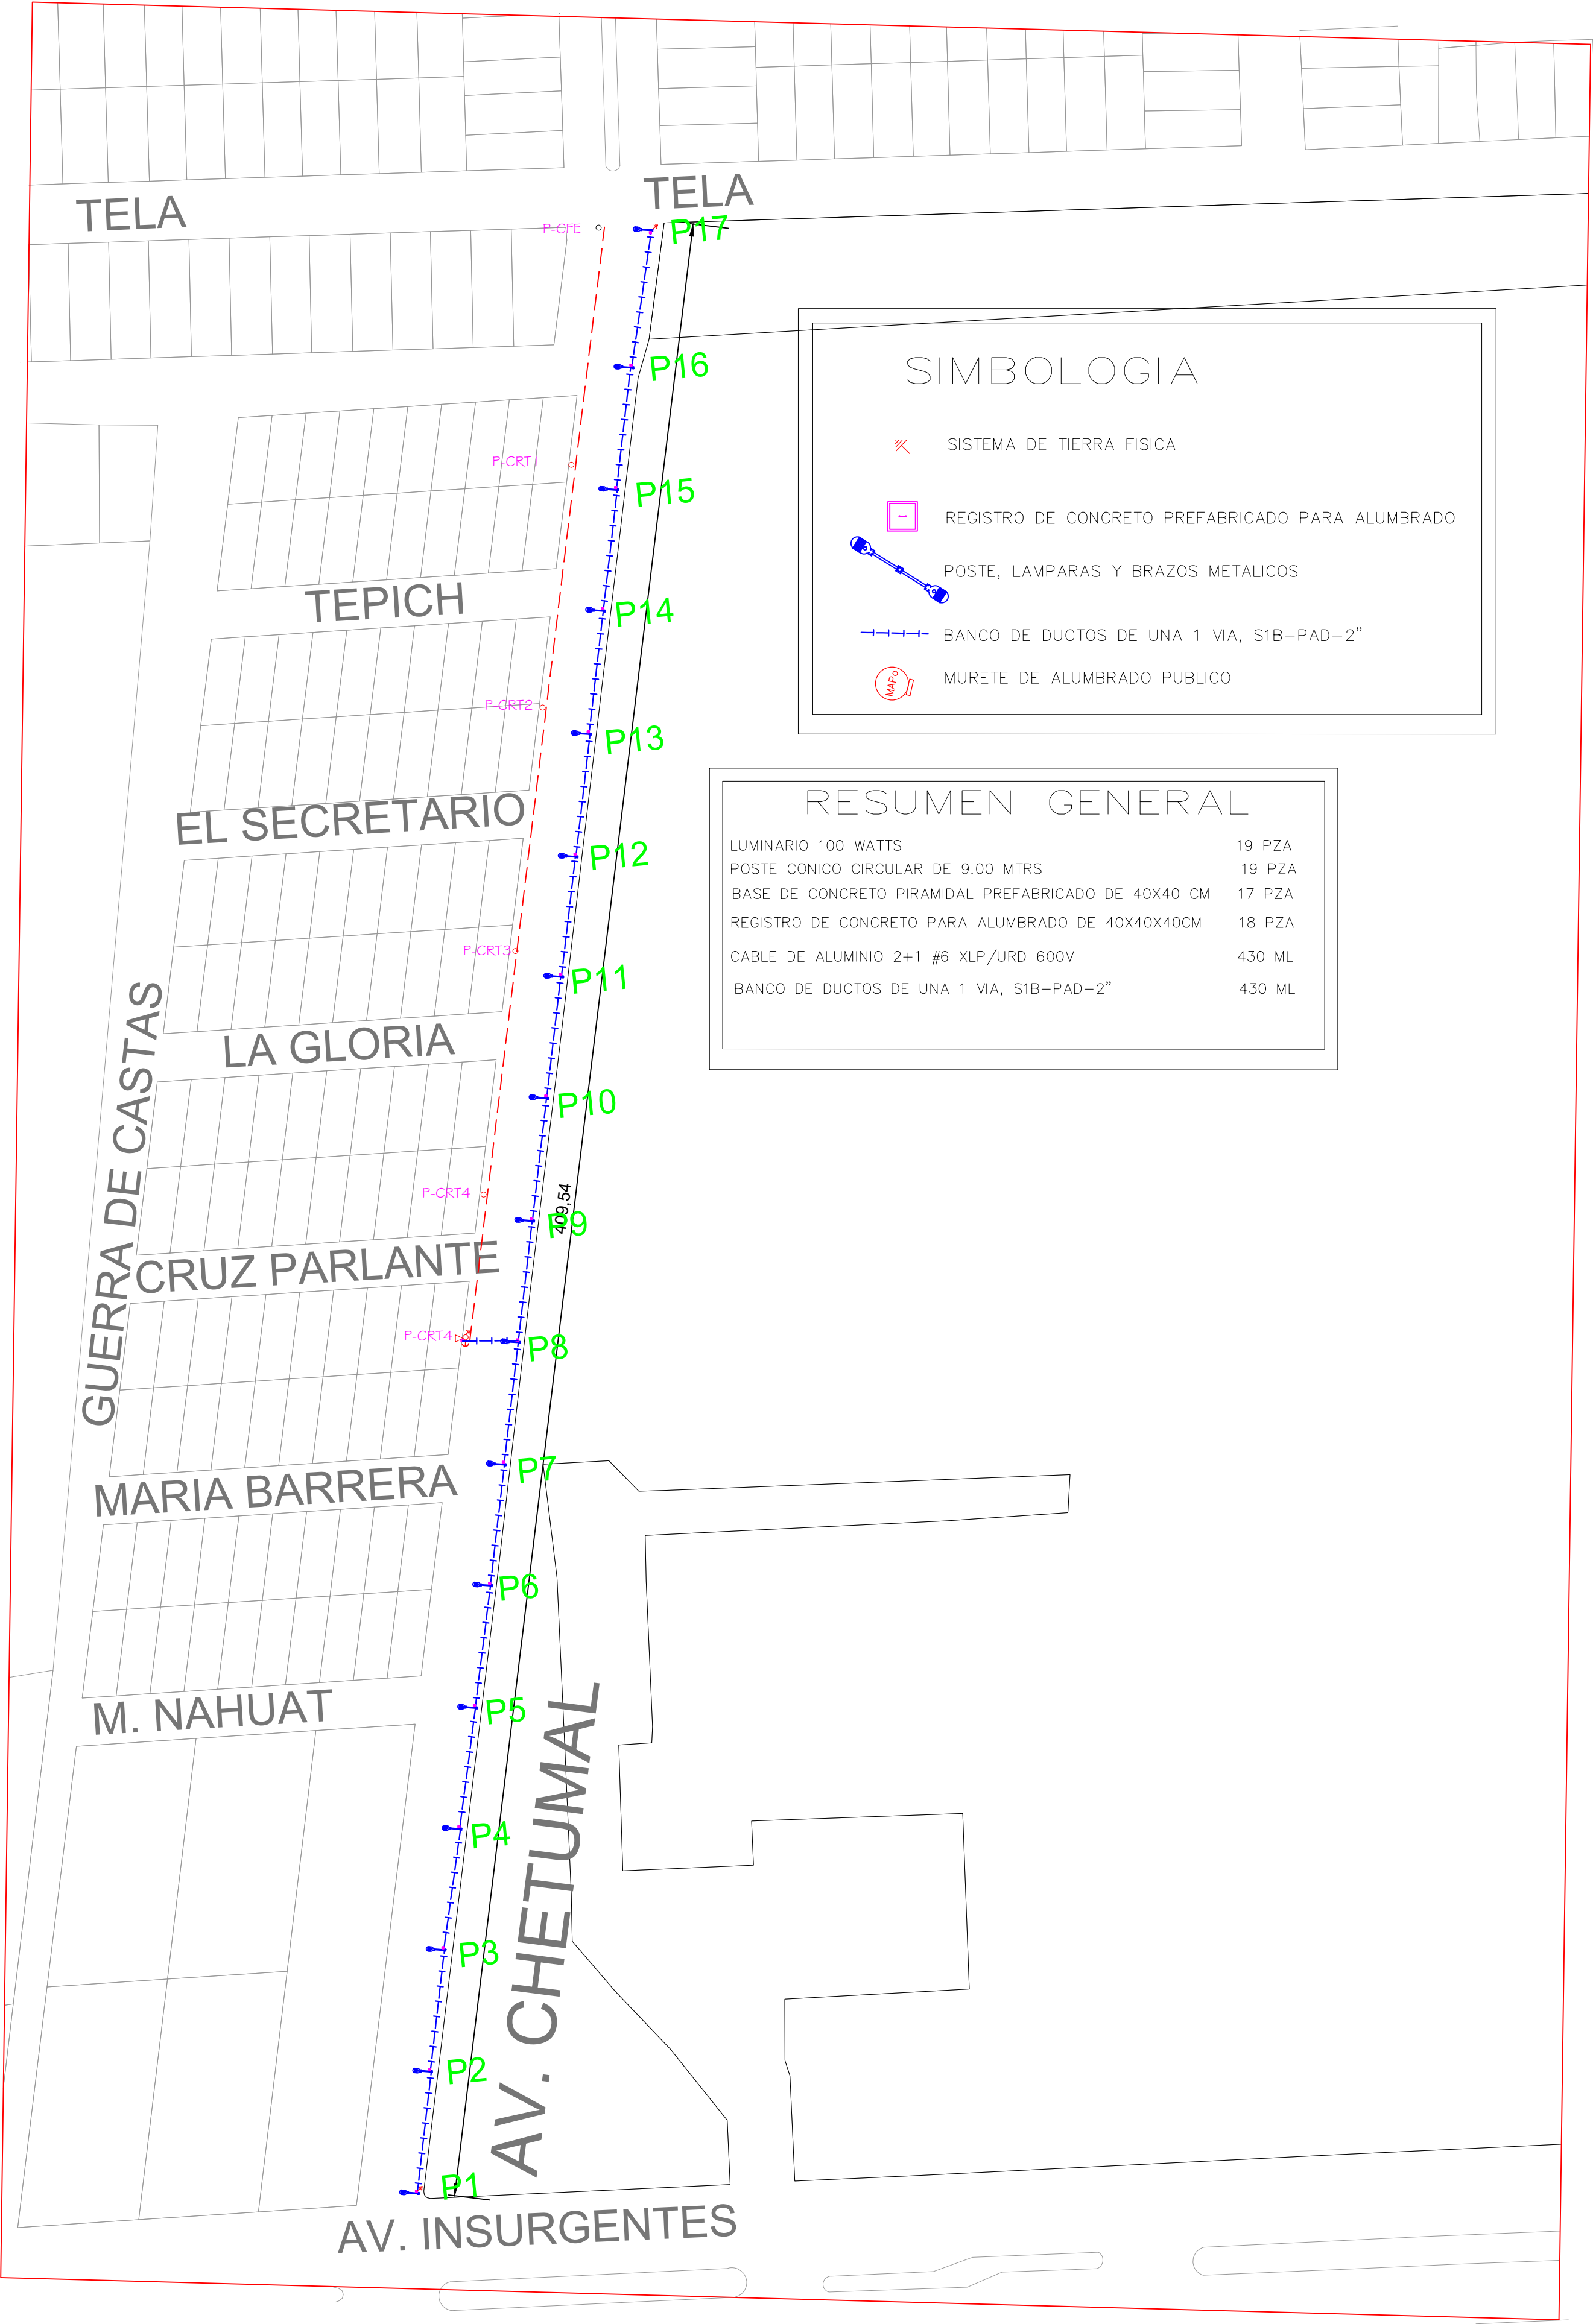 TELA
TELA
P-CFE
P17
P16
P-CRT1
P15
TEPICH
P14
P-CRT2
P13
EL SECRETARIO
P12
P-CRT3
P11
LA GLORIA
GUERRA DE CASTAS
P10
P-CRT4
409,54
P9
CRUZ PARLANTE
P-CRT4
P8
MARIA BARRERA
P7
P6
M. NAHUAT
P5
P4
AV. CHETUMAL
P3
P2
P1
AV. INSURGENTES
SIMBOLOGIA
SISTEMA DE TIERRA FISICA
REGISTRO DE CONCRETO PREFABRICADO PARA ALUMBRADO
POSTE, LAMPARAS Y BRAZOS METALICOS
BANCO DE DUCTOS DE UNA 1 VIA, S1B-PAD-2"
MAP
MURETE DE ALUMBRADO PUBLICO
RESUMEN GENERAL
LUMINARIO 100 WATTS 19 PZA
POSTE CONICO CIRCULAR DE 9.00 MTRS 19 PZA
BASE DE CONCRETO PIRAMIDAL PREFABRICADO DE 40X40 CM 17 PZA
REGISTRO DE CONCRETO PARA ALUMBRADO DE 40X40X40CM 18 PZA
CABLE DE ALUMINIO 2+1 #6 XLP/URD 600V 430 ML
BANCO DE DUCTOS DE UNA 1 VIA, S1B-PAD-2" 430 ML